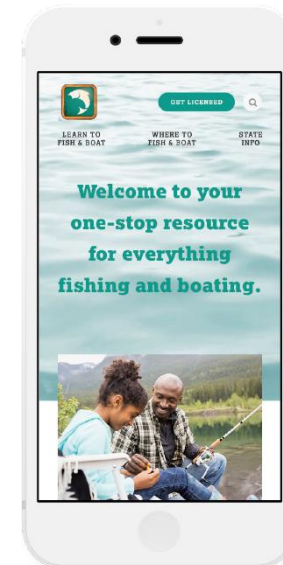 GET LICENSED
LEARN TO
FISH & BOAT
WHERE TO
FISH & BOAT
STATE
INFO
Welcome to your
one-stop resource
for everything
fishing and boating.